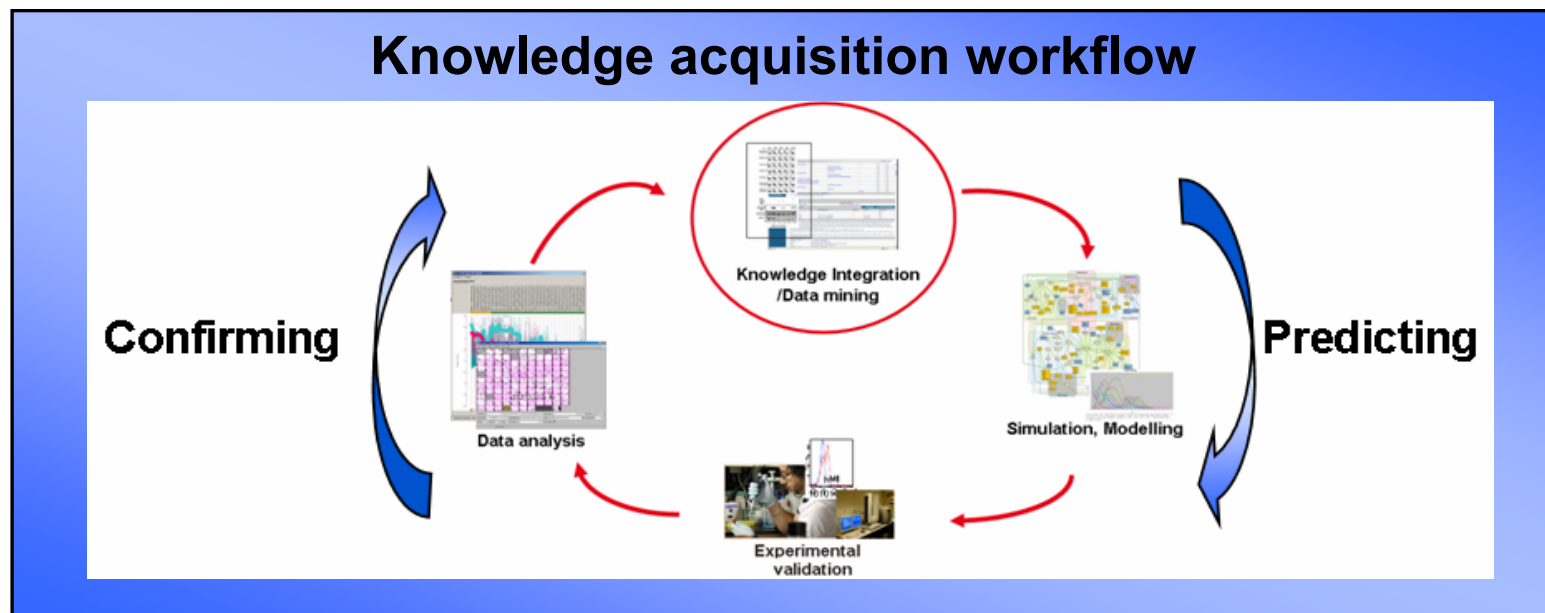 Knowledge acquisition workflow
Knowledge Integration
/Data mining
Confirming
Predicting
Data analysis
Simulation, Modelling
Experimental
validation